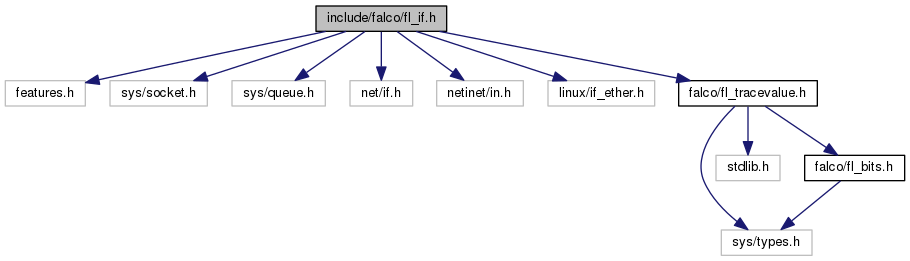 include/falco/fl_if.h
features.h
sys/socket.h
sys/queue.h
net/if.h
netinet/in.h
linux/if_ether.h
falco/fl_tracevalue.h
stdlib.h
falco/fl_bits.h
sys/types.h